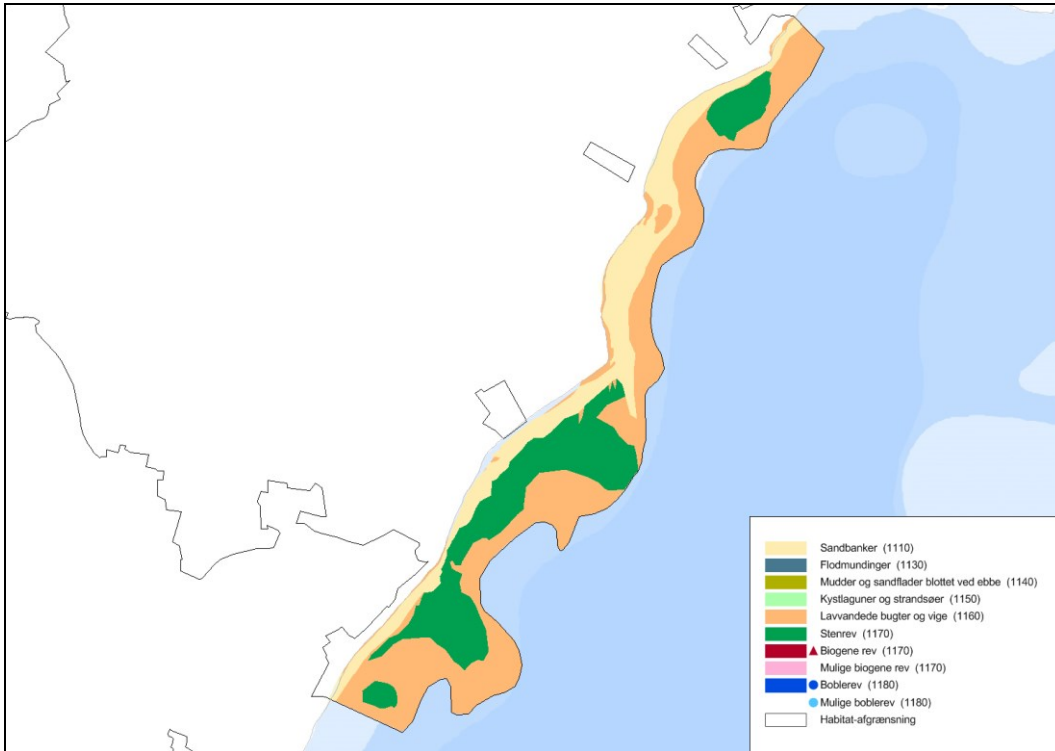 Sandbanker (1110)
Flodmundinger (1130)
Mudder og sandflader blottet ved ebbe (1140)
Kystlaguner og strandsøer (1150)
Lavvandede bugter og vige (1160)
Stenrev (1170)
Biogene rev (1170)
Mulige biogene rev (1170)
Boblerev (1180)
Mulige boblerev (1180)
Habitat-afgrænsning